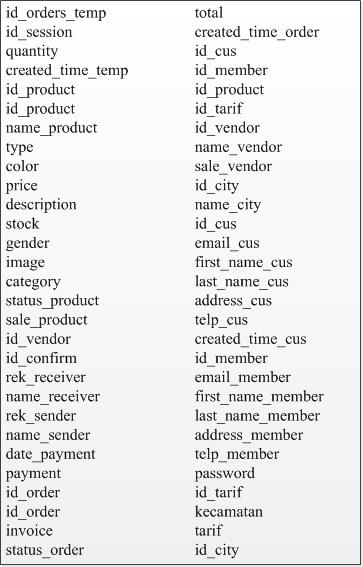 id_orders_temp
id_session
quantity
created_time_temp
id_product
id_product
name_product
type
color
price
description
stock
gender
image
category
status_product
sale_product
id_vendor
id_confirm
rek_receiver
name_receiver
rek_sender
name_sender
date_payment
payment
id_order
id_order
invoice
status_order
total
created_time_order
id_cus
id_member
id_product
id_tarif
id_vendor
name_vendor
sale_vendor
id_city
name_city
id_cus
email_cus
first_name_cus
last_name_cus
address_cus
telp_cus
created_time_cus
id_member
email_member
first_name_member
last_name_member
address_member
telp_member
password
id_tarif
kecamatan
tarif
id_city